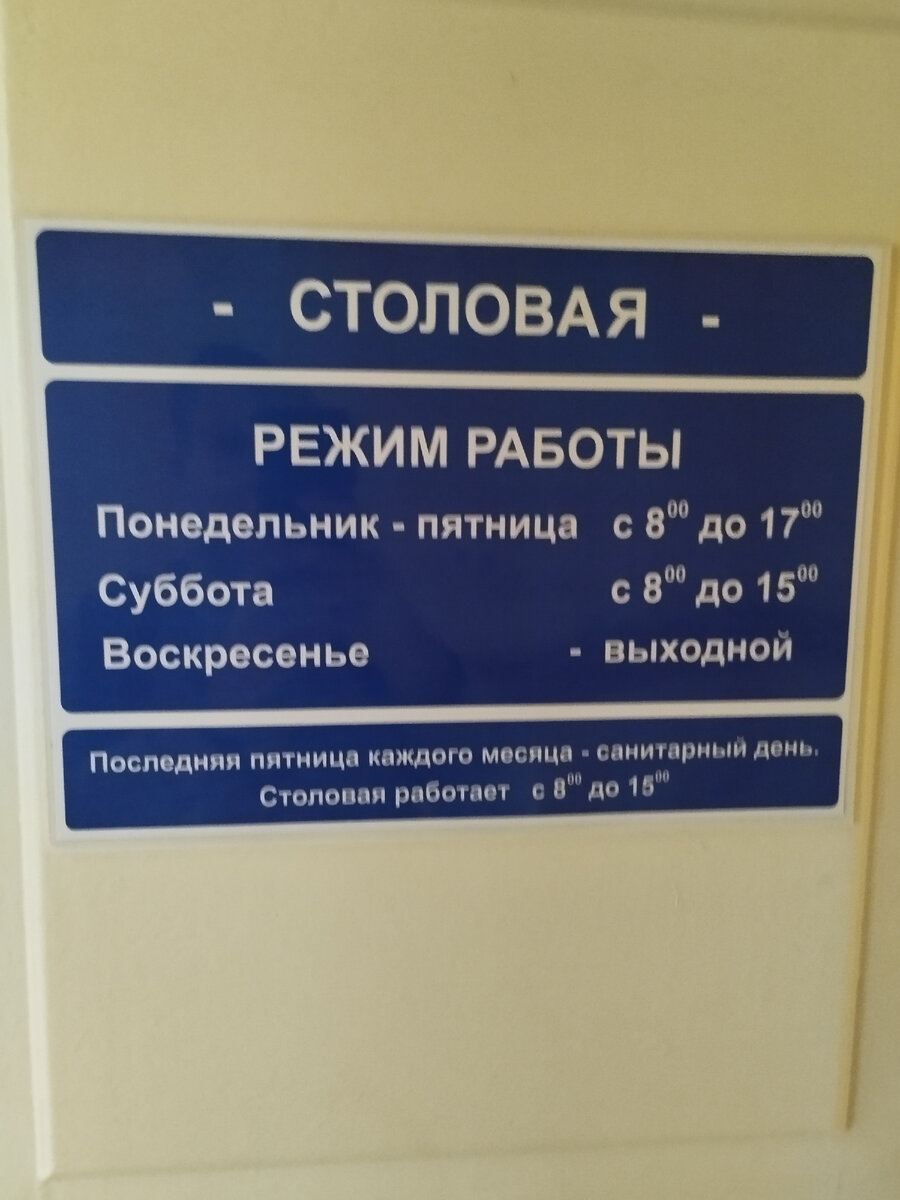 - СТОЛОВАЯ -
РЕЖИМ РАБОТЫ
Понедельник - пятница с 8⁰⁰ до 17⁰⁰
Суббота с 8⁰⁰ до 15⁰⁰
Воскресенье - выходной
Последняя пятница каждого месяца - санитарный день.
Столовая работает с 8⁰⁰ до 15⁰⁰